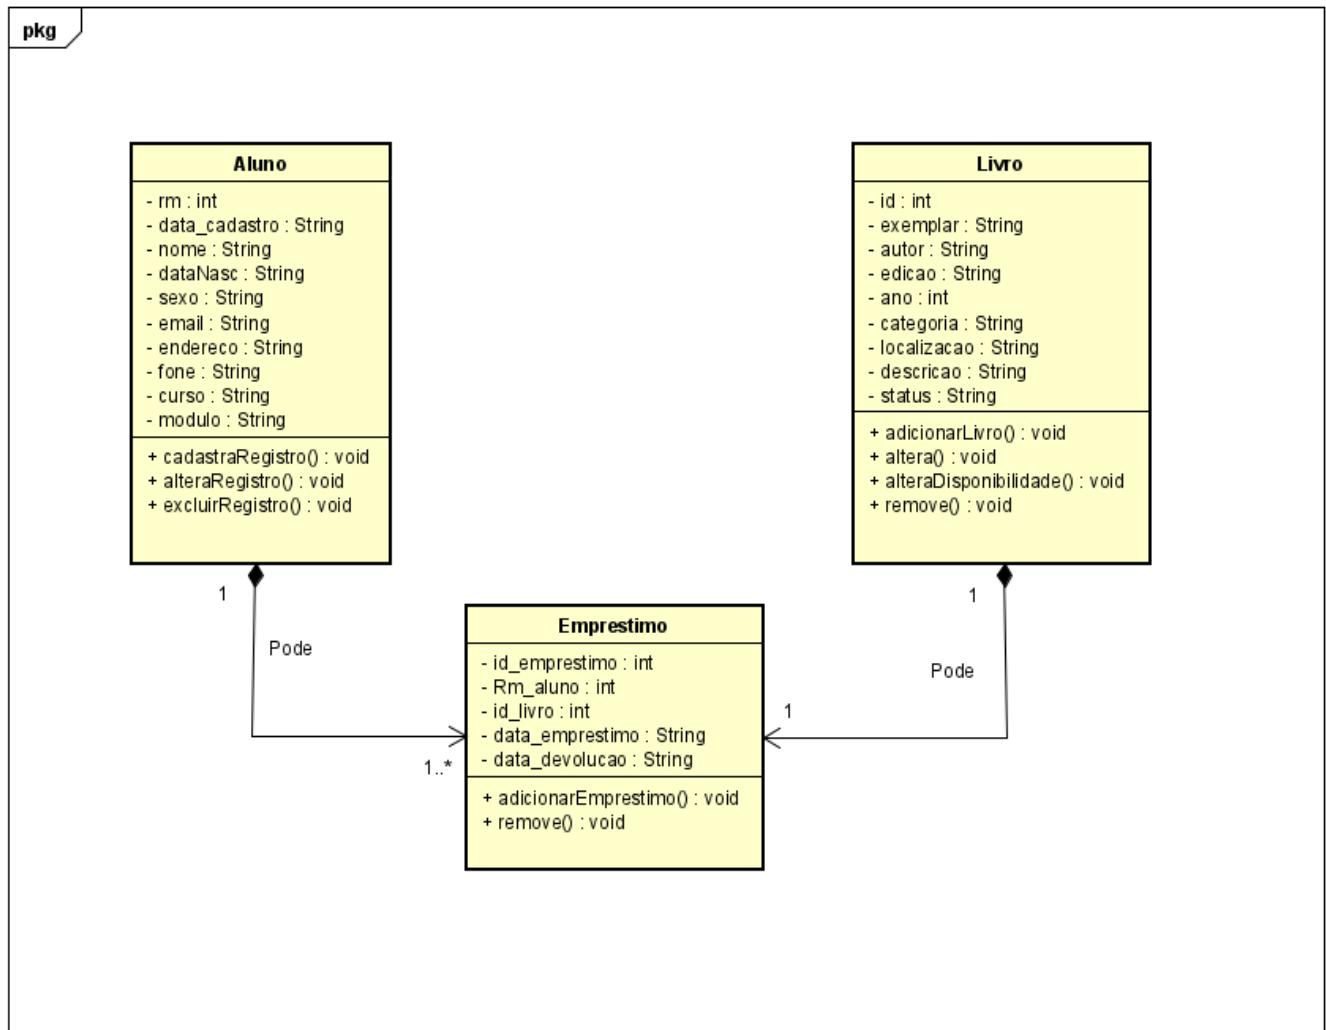 pkg
Aluno
- rm : int
- data_cadastro : String
- nome : String
- dataNasc : String
- sexo : String
- email : String
- endereco : String
- fone : String
- curso : String
- modulo : String
+ cadastraRegistro() : void
+ alteraRegistro() : void
+ excluirRegistro() : void
Livro
- id : int
- exemplar : String
- autor : String
- edicao : String
- ano : int
- categoria : String
- localizacao : String
- descricao : String
- status : String
+ adicionarLivro() : void
+ altera() : void
+ alteraDisponibilidade() : void
+ remove() : void
1
Pode
1..*
1
Pode
1
Emprestimo
- id_emprestimo : int
- Rm_aluno : int
- id_livro : int
- data_emprestimo : String
- data_devolucao : String
+ adicionarEmprestimo() : void
+ remove() : void